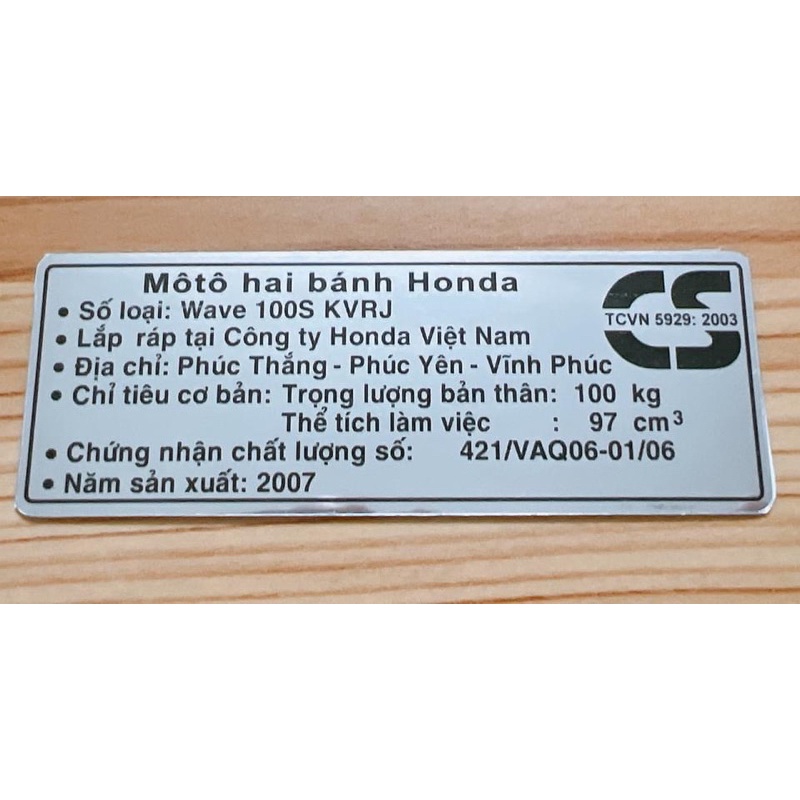 Môtô hai bánh Honda
• Số loại: Wave 100S KVRJ
• Lắp ráp tại Công ty Honda Việt Nam
• Địa chỉ: Phúc Thắng - Phúc Yên - Vĩnh Phúc
• Chỉ tiêu cơ bản: Trọng lượng bản thân: 100 kg
Thể tích làm việc : 97 cm³
• Chứng nhận chất lượng số: 421/VAQ06-01/06
• Năm sản xuất: 2007
CS
TCVN 5929: 2003